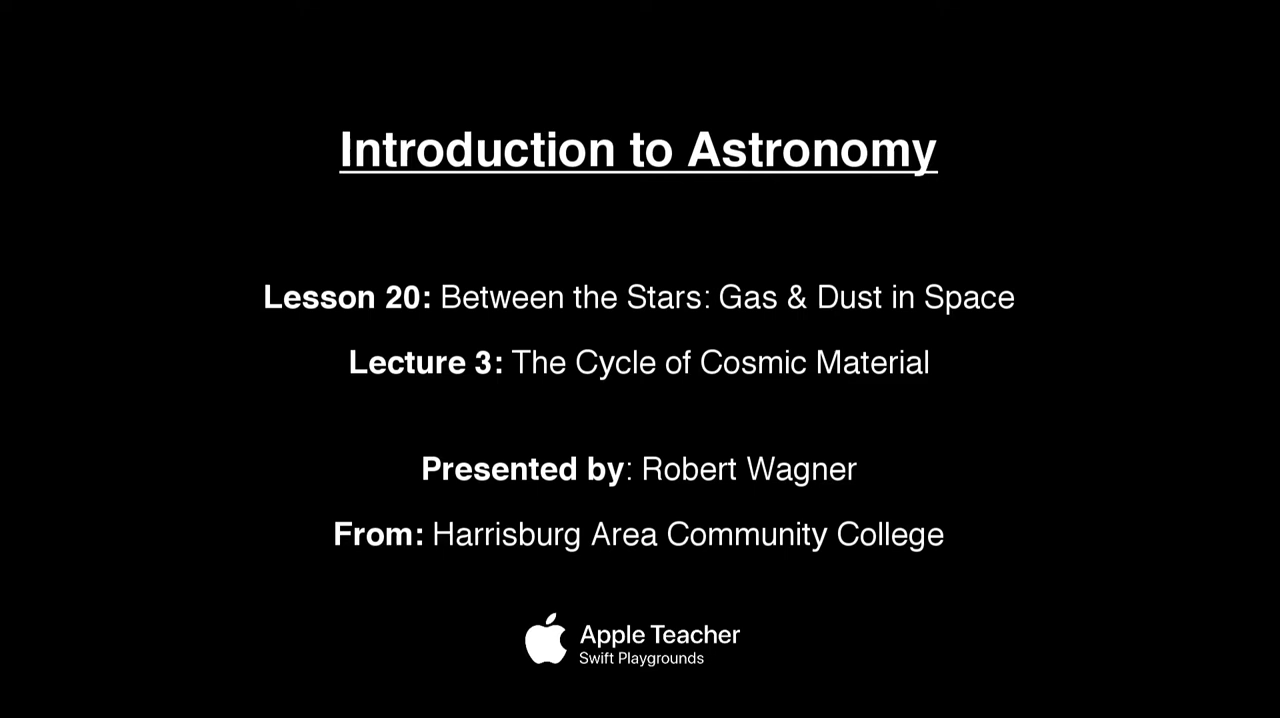 Introduction to Astronomy
Lesson 20: Between the Stars: Gas & Dust in Space
Lecture 3: The Cycle of Cosmic Material
Presented by: Robert Wagner
From: Harrisburg Area Community College
Apple Teacher
Swift Playgrounds